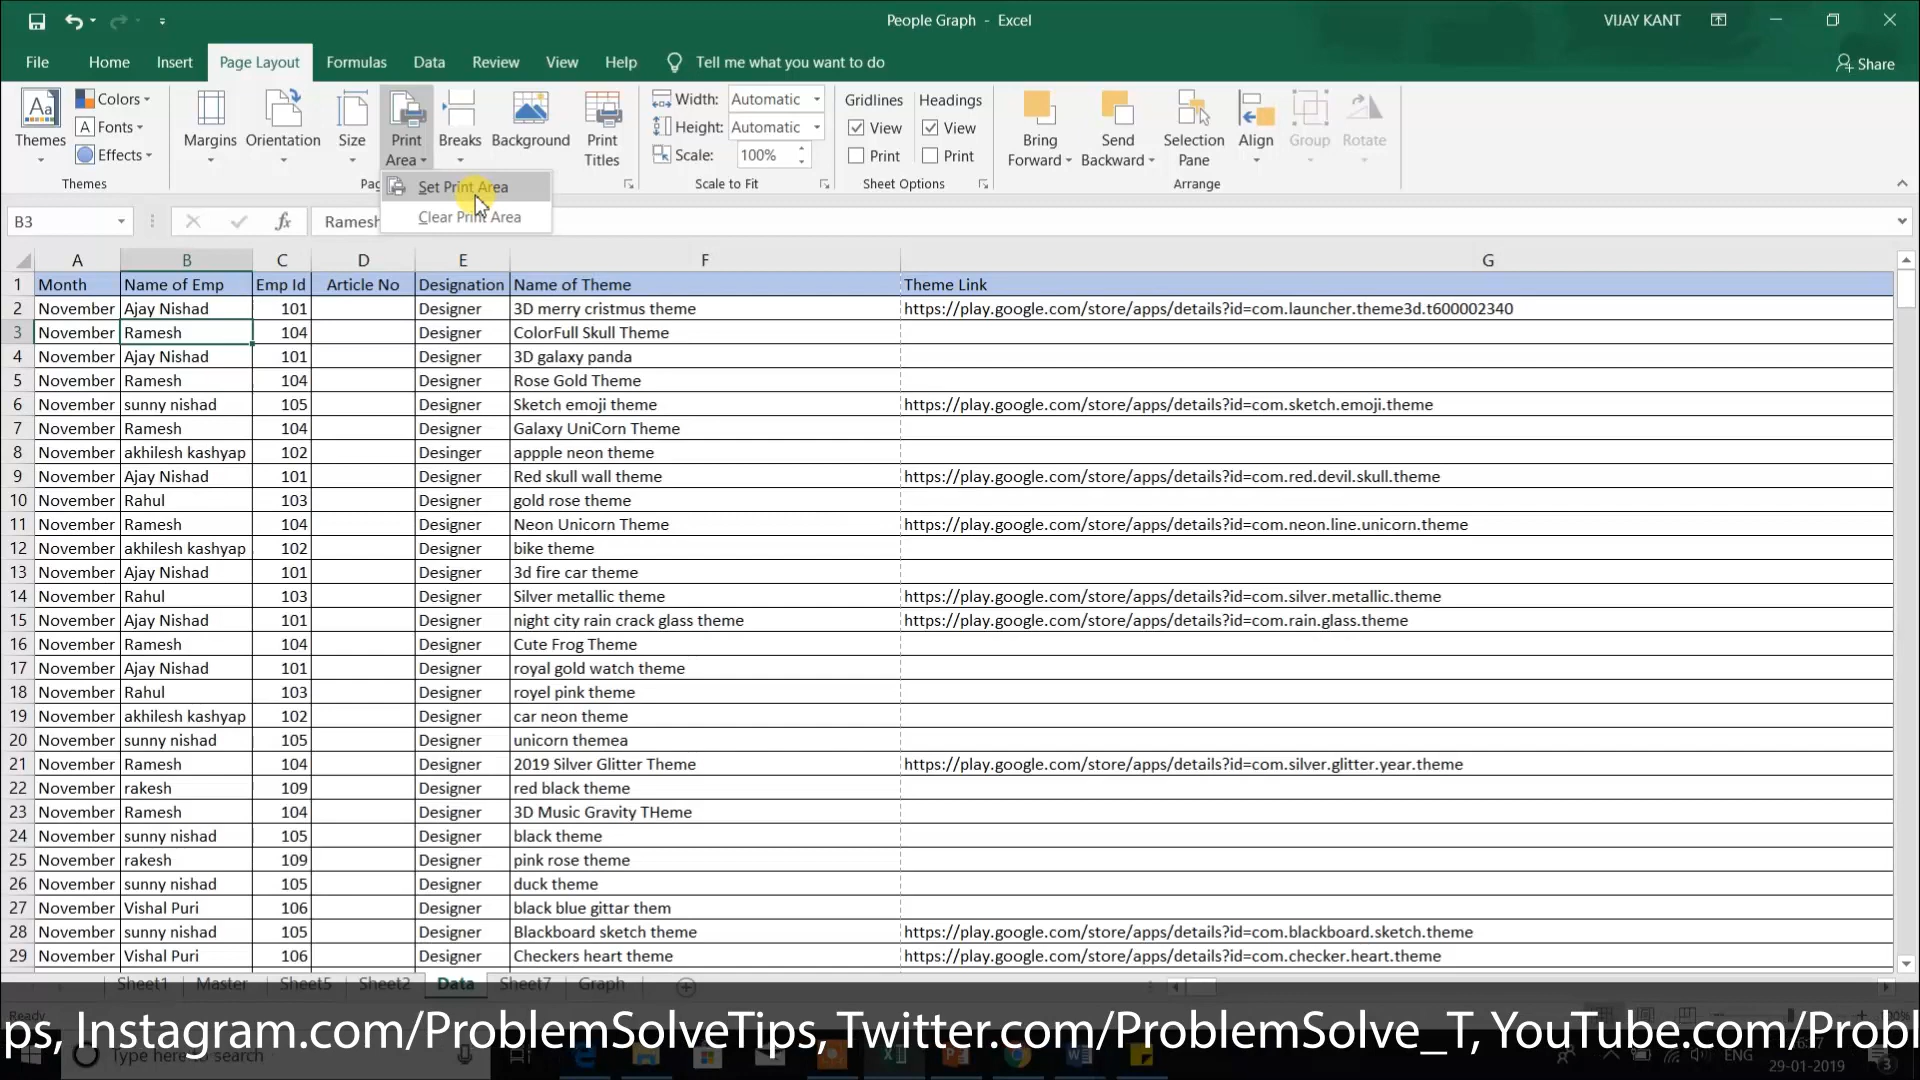 People Graph - Excel
VIJAY KANT
File Home Insert Page Layout Formulas Data Review View Help Tell me what you want to do
Share
Aa Themes
Colors
A Fonts
Effects
Themes
Margins Orientation Size Print Area Breaks Background Print Titles
Set Print Area
Clear Print Area
Width: Automatic
Height: Automatic
Scale: 100%
Scale to Fit
Gridlines Headings
View View
Print Print
Sheet Options
Bring Forward Send Backward Selection Pane Align Group Rotate
Arrange
B3 fx Ramesh
A B C D E F G
1 Month Name of Emp Emp Id Article No Designation Name of Theme Theme Link
2 November Ajay Nishad 101 Designer 3D merry cristmus theme https://play.google.com/store/apps/details?id=com.launcher.theme3d.t600002340
3 November Ramesh 104 Designer ColorFull Skull Theme
4 November Ajay Nishad 101 Designer 3D galaxy panda
5 November Ramesh 104 Designer Rose Gold Theme
6 November sunny nishad 105 Designer Sketch emoji theme https://play.google.com/store/apps/details?id=com.sketch.emoji.theme
7 November Ramesh 104 Designer Galaxy UniCorn Theme
8 November akhilesh kashyap 102 Desinger appple neon theme
9 November Ajay Nishad 101 Designer Red skull wall theme https://play.google.com/store/apps/details?id=com.red.devil.skull.theme
10 November Rahul 103 Designer gold rose theme
11 November Ramesh 104 Designer Neon Unicorn Theme https://play.google.com/store/apps/details?id=com.neon.line.unicorn.theme
12 November akhilesh kashyap 102 Designer bike theme
13 November Ajay Nishad 101 Designer 3d fire car theme
14 November Rahul 103 Designer Silver metallic theme https://play.google.com/store/apps/details?id=com.silver.metallic.theme
15 November Ajay Nishad 101 Designer night city rain crack glass theme https://play.google.com/store/apps/details?id=com.rain.glass.theme
16 November Ramesh 104 Designer Cute Frog Theme
17 November Ajay Nishad 101 Designer royal gold watch theme
18 November Rahul 103 Designer royel pink theme
19 November akhilesh kashyap 102 Designer car neon theme
20 November sunny nishad 105 Designer unicorn themea
21 November Ramesh 104 Designer 2019 Silver Glitter Theme https://play.google.com/store/apps/details?id=com.silver.glitter.year.theme
22 November rakesh 109 Designer red black theme
23 November Ramesh 104 Designer 3D Music Gravity THeme
24 November sunny nishad 105 Designer black theme
25 November rakesh 109 Designer pink rose theme
26 November sunny nishad 105 Designer duck theme
27 November Vishal Puri 106 Designer black blue gittar them
28 November sunny nishad 105 Designer Blackboard sketch theme https://play.google.com/store/apps/details?id=com.blackboard.sketch.theme
29 November Vishal Puri 106 Designer Checkers heart theme https://play.google.com/store/apps/details?id=com.checker.heart.theme
Sheet1 Master Sheet5 Sheet2 Data Sheet7 Graph
Ready
ps, Instagram.com/ProblemSolveTips, Twitter.com/ProblemSolve_T, YouTube.com/Probl
Type here to search
ENG
29-01-2019
3